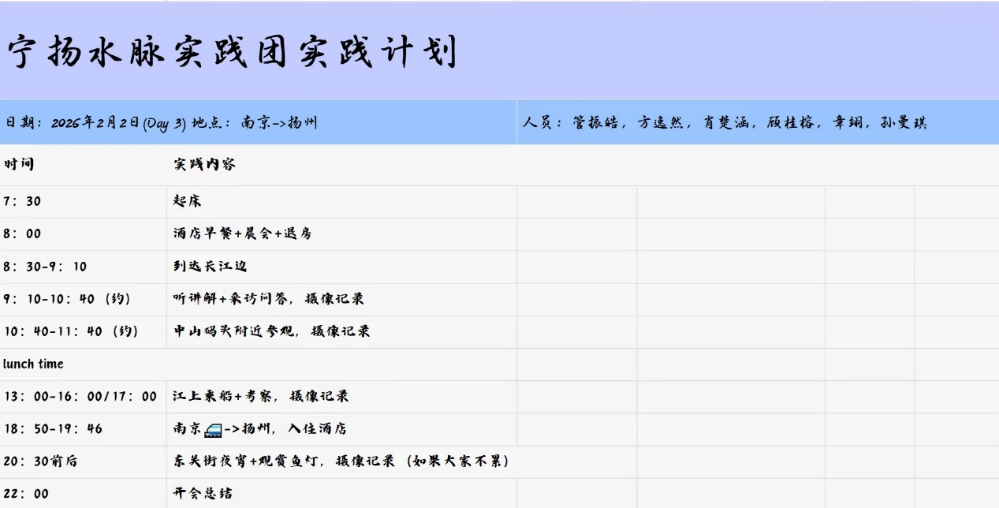 宁扬水脉实践团实践计划
日期：2026年2月2日(Day 3) 地点：南京->扬州 人员：管振皓，方逸然，肖楚涵，顾桂榕，章翊，孙曼琪
时间 实践内容
7：30 起床
8：00 酒店早餐+晨会+退房
8：30-9：10 到达长江边
9：10-10：40（约） 听讲解+采访问答，摄像记录
10：40-11：40（约） 中山码头附近参观，摄像记录
lunch time
13：00-16：00/17：00 江上乘船+考察，摄像记录
18：50-19：46 南京🚅->扬州，入住酒店
20：30前后 东关街夜宵+观赏鱼灯，摄像记录（如果大家不累）
22：00 开会总结